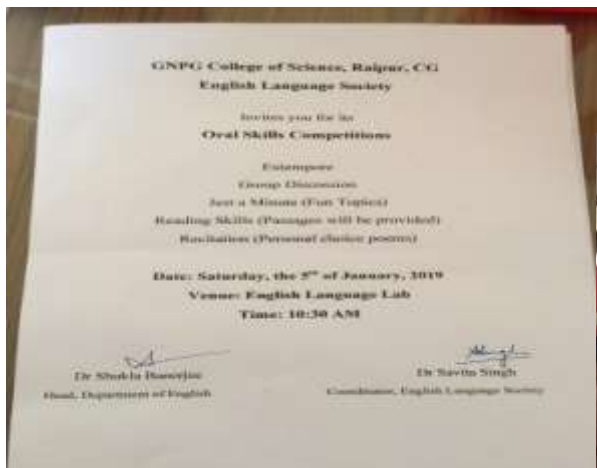 GNPG College of Science, Raipur, CG
English Language Society
Invites you for its
Oral Skills Competitions
Extempore
Group Discussion
Just a Minute (Fun Topics)
Reading Skills (Passages will be provided)
Recitation (Personal choice poems)
Date: Saturday, the 5th of January, 2019
Venue: English Language Lab
Time: 10:30 AM
Dr Shukla Banerjee
Dr Savita Singh
Head, Department of English
Coordinator, English Language Society